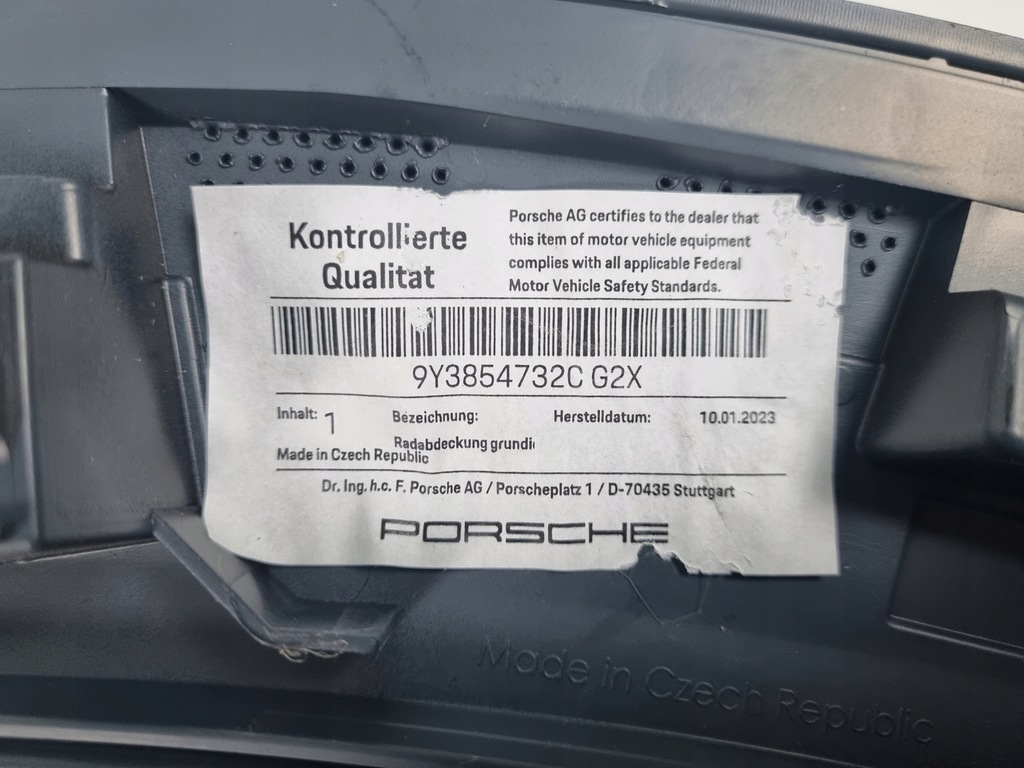 Kontrollierte
Qualitat
Porsche AG certifies to the dealer that
this item of motor vehicle equipment
complies with all applicable Federal
Motor Vehicle Safety Standards.
9Y3854732C G2X
Inhalt: 1 Bezeichnung: Herstelldatum: 10.01.2023
Radabdeckung grundi
Made in Czech Republic
Dr. Ing. h.c. F. Porsche AG / Porscheplatz 1 / D-70435 Stuttgart
PORSCHE
Made in Czech Republic